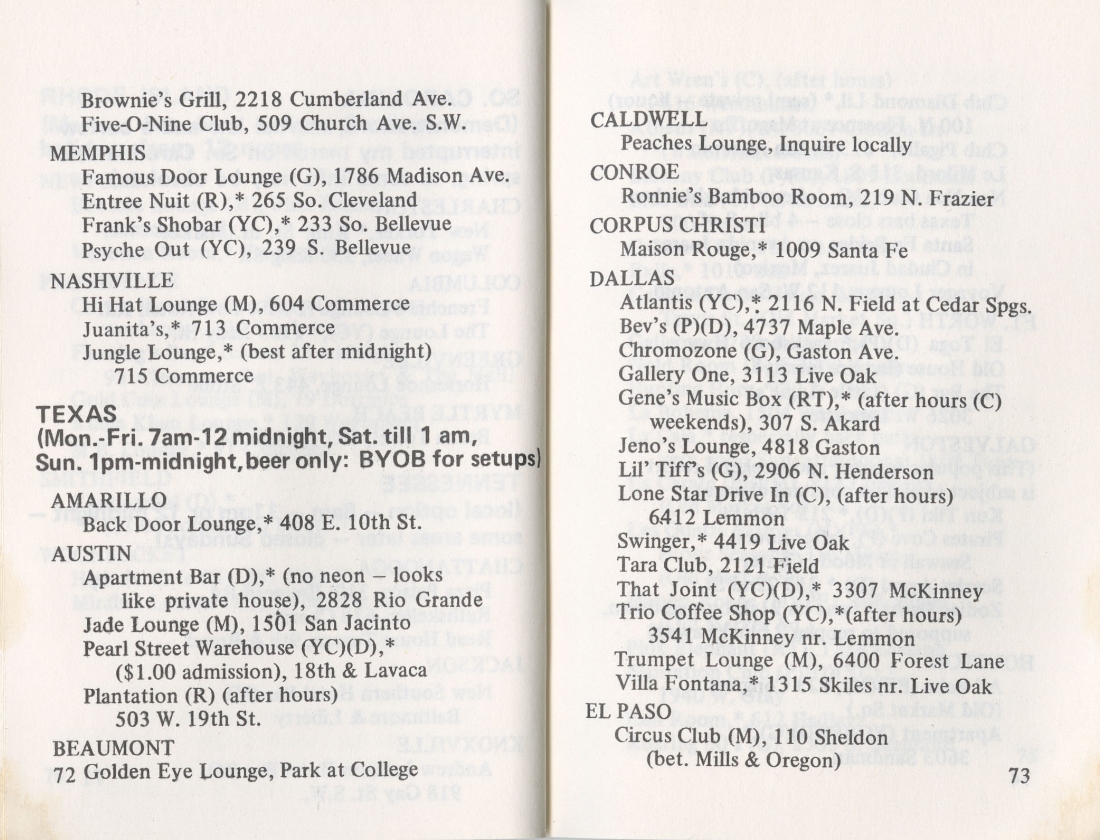 Brownie's Grill, 2218 Cumberland Ave.
Five-O-Nine Club, 509 Church Ave, S.W.
MEMPHIS
Famous Door Lounge (G), 1786 Madison Ave.
Entree Nuit (R),* 265 So. Cleveland
Frank's Shobar (YC),* 233 So. Bellevue
Psyche Out (YC), 239 S. Bellevue
NASHVILLE
Hi Hat Lounge (M), 604 Commerce
Juanita's,* 713 Commerce
Jungle Lounge,* (best after midnight)
715 Commerce
TEXAS
(Mon.-Fri. 7am-12 midnight, Sat. till 1 am,
Sun. 1pm-midnight, beer only: BYOB for setups)
AMARILLO
Back Door Lounge,* 408 E. 10th St.
AUSTIN
Apartment Bar (D),* (no neon – looks
like private house), 2828 Rio Grande
Jade Lounge (M), 1501 San Jacinto
Pearl Street Warehouse (YC)(D),*
($1.00 admission), 18th & Lavaca
Plantation (R) (after hours)
503 W. 19th St.
BEAUMONT
72 Golden Eye Lounge, Park at College
CALDWELL
Peaches Lounge, Inquire locally
CONROE
Ronnie's Bamboo Room, 219 N. Frazier
CORPUS CHRISTI
Maison Rouge,* 1009 Santa Fe
DALLAS
Atlantis (YC),* 2116 N. Field at Cedar Spgs.
Bev's (P)(D), 4737 Maple Ave.
Chromozone (G), Gaston Ave.
Gallery One, 3113 Live Oak
Gene's Music Box (RT),* (after hours (C)
weekends), 307 S. Akard
Jeno's Lounge, 4818 Gaston
Lil' Tiff's (G), 2906 N. Henderson
Lone Star Drive In (C), (after hours)
6412 Lemmon
Swinger,* 4419 Live Oak
Tara Club, 2121 Field
That Joint (YC)(D),* 3307 McKinney
Trio Coffee Shop (YC),*(after hours)
3541 McKinney nr. Lemmon
Trumpet Lounge (M), 6400 Forest Lane
Villa Fontana,* 1315 Skiles nr. Live Oak
EL PASO
Circus Club (M), 110 Sheldon
(bet. Mills & Oregon)
73